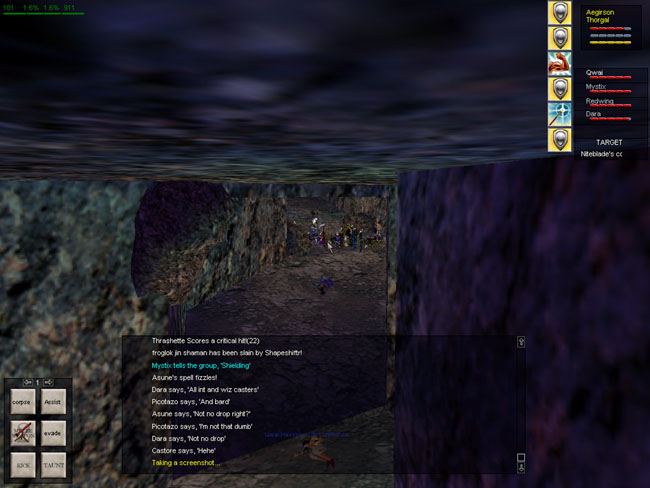 101 1.6% 1.6% 911
Aegirson
Thorgal
Qwai
Mystix
Redwing
Dara
TARGET
Niteblade's co
Thrashette Scores a critical hit!(22)
froglok jin shaman has been slain by Shapeshiftr!
Mystix tells the group, 'Shielding'
Asune's spell fizzles!
Dara says, 'All int and wiz casters'
Picotazo says, 'And bard'
Asune says, 'Not no drop right?'
Picotazo says, 'I'm not that dumb'
Dara says, 'Not no drop'
Castore says, 'Hehe'
Taking a screenshot...
1
corpse
Assist
evade
KICK
TAUNT